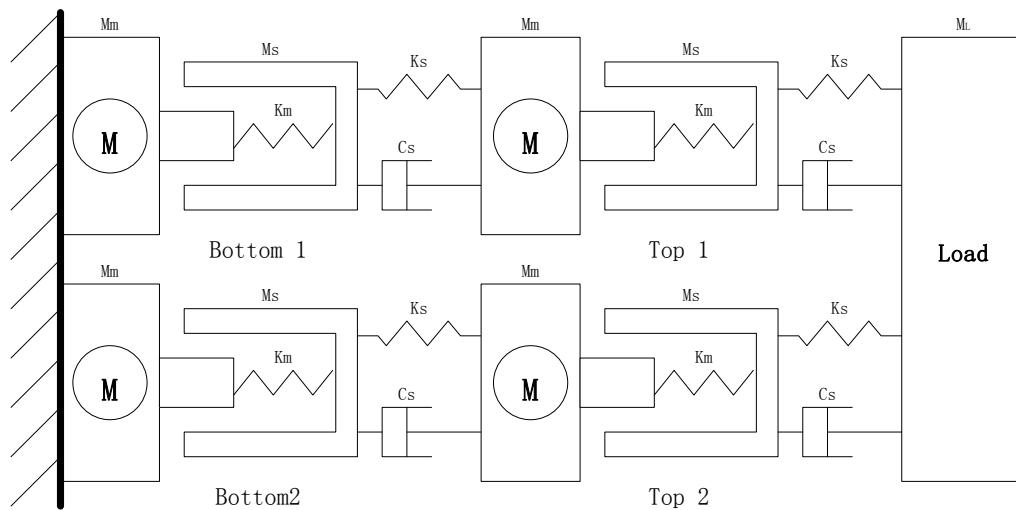 Mm Mm ML
Ms Ms
Ks Ks
Km Km
M M
Cs Cs
Bottom 1 Top 1
Load
Mm Mm
Ms Ms
Ks Ks
Km Km
M M
Cs Cs
Bottom2 Top 2